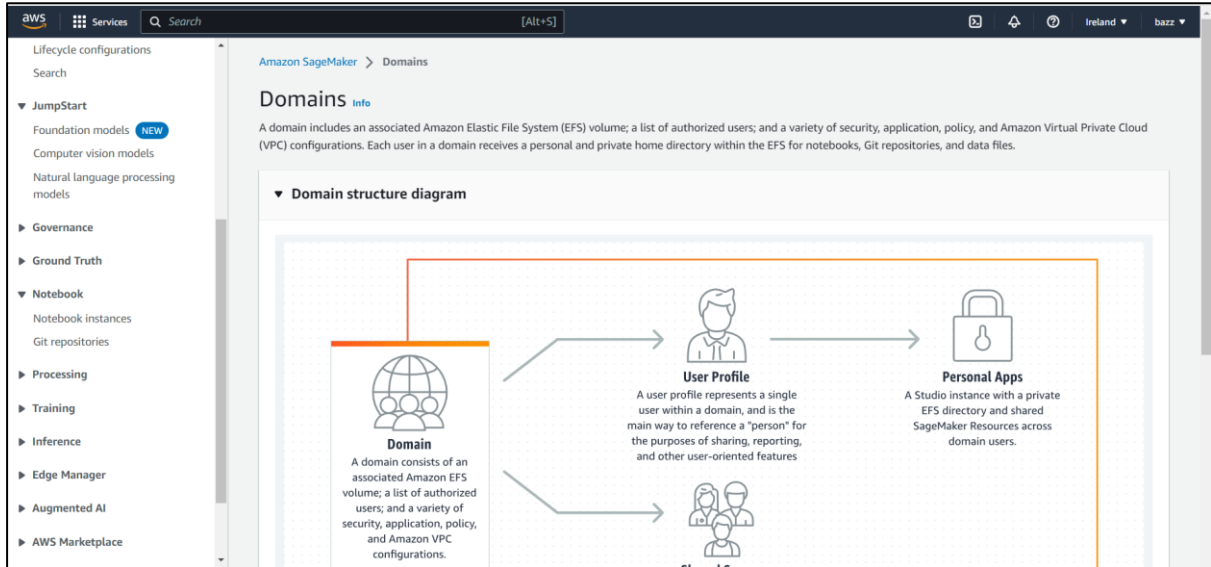 aws
Services
Search
[Alt+S]
Ireland
bazz
Lifecycle configurations
Search
JumpStart
Foundation models NEW
Computer vision models
Natural language processing
models
Governance
Ground Truth
Notebook
Notebook instances
Git repositories
Processing
Training
Inference
Edge Manager
Augmented AI
AWS Marketplace
Amazon SageMaker > Domains
Domains Info
A domain includes an associated Amazon Elastic File System (EFS) volume; a list of authorized users; and a variety of security, application, policy, and Amazon Virtual Private Cloud
(VPC) configurations. Each user in a domain receives a personal and private home directory within the EFS for notebooks, Git repositories, and data files.
Domain structure diagram
Domain
A domain consists of an
associated Amazon EFS
volume; a list of authorized
users; and a variety of
security, application, policy,
and Amazon VPC
configurations.
User Profile
A user profile represents a single
user within a domain, and is the
main way to reference a "person" for
the purposes of sharing, reporting,
and other user-oriented features
Personal Apps
A Studio instance with a private
EFS directory and shared
SageMaker Resources across
domain users.